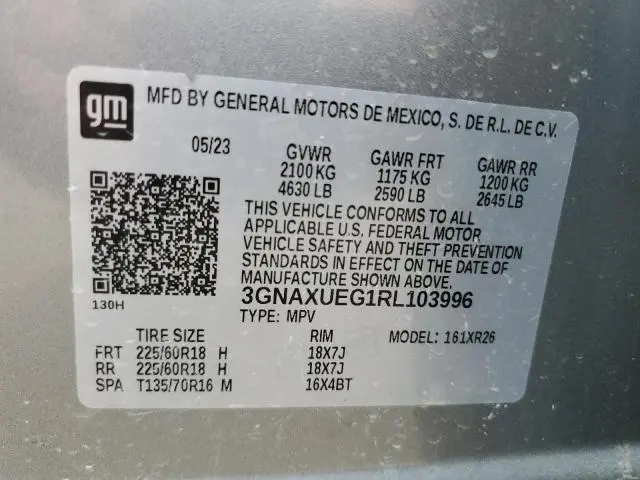 gm
MFD BY GENERAL MOTORS DE MEXICO, S. DE R.L. DE C.V.
05/23 GVWR GAWR FRT GAWR RR
2100 KG 1175 KG 1200 KG
4630 LB 2590 LB 2645 LB
THIS VEHICLE CONFORMS TO ALL
APPLICABLE U.S. FEDERAL MOTOR
VEHICLE SAFETY AND THEFT PREVENTION
STANDARDS IN EFFECT ON THE DATE OF
MANUFACTURE SHOWN ABOVE.
130H
3GNAXUEG1RL103996
TYPE: MPV
TIRE SIZE RIM MODEL: 161XR26
FRT 225/60R18 H 18X7J
RR 225/60R18 H 18X7J
SPA T135/70R16 M 16X4BT